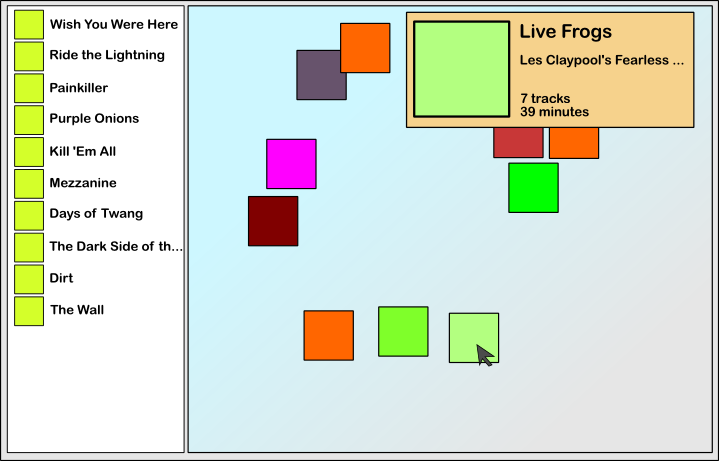 Wish You Were Here
Ride the Lightning
Painkiller
Purple Onions
Kill 'Em All
Mezzanine
Days of Twang
The Dark Side of th...
Dirt
The Wall
Live Frogs
Les Claypool's Fearless ...
7 tracks
39 minutes